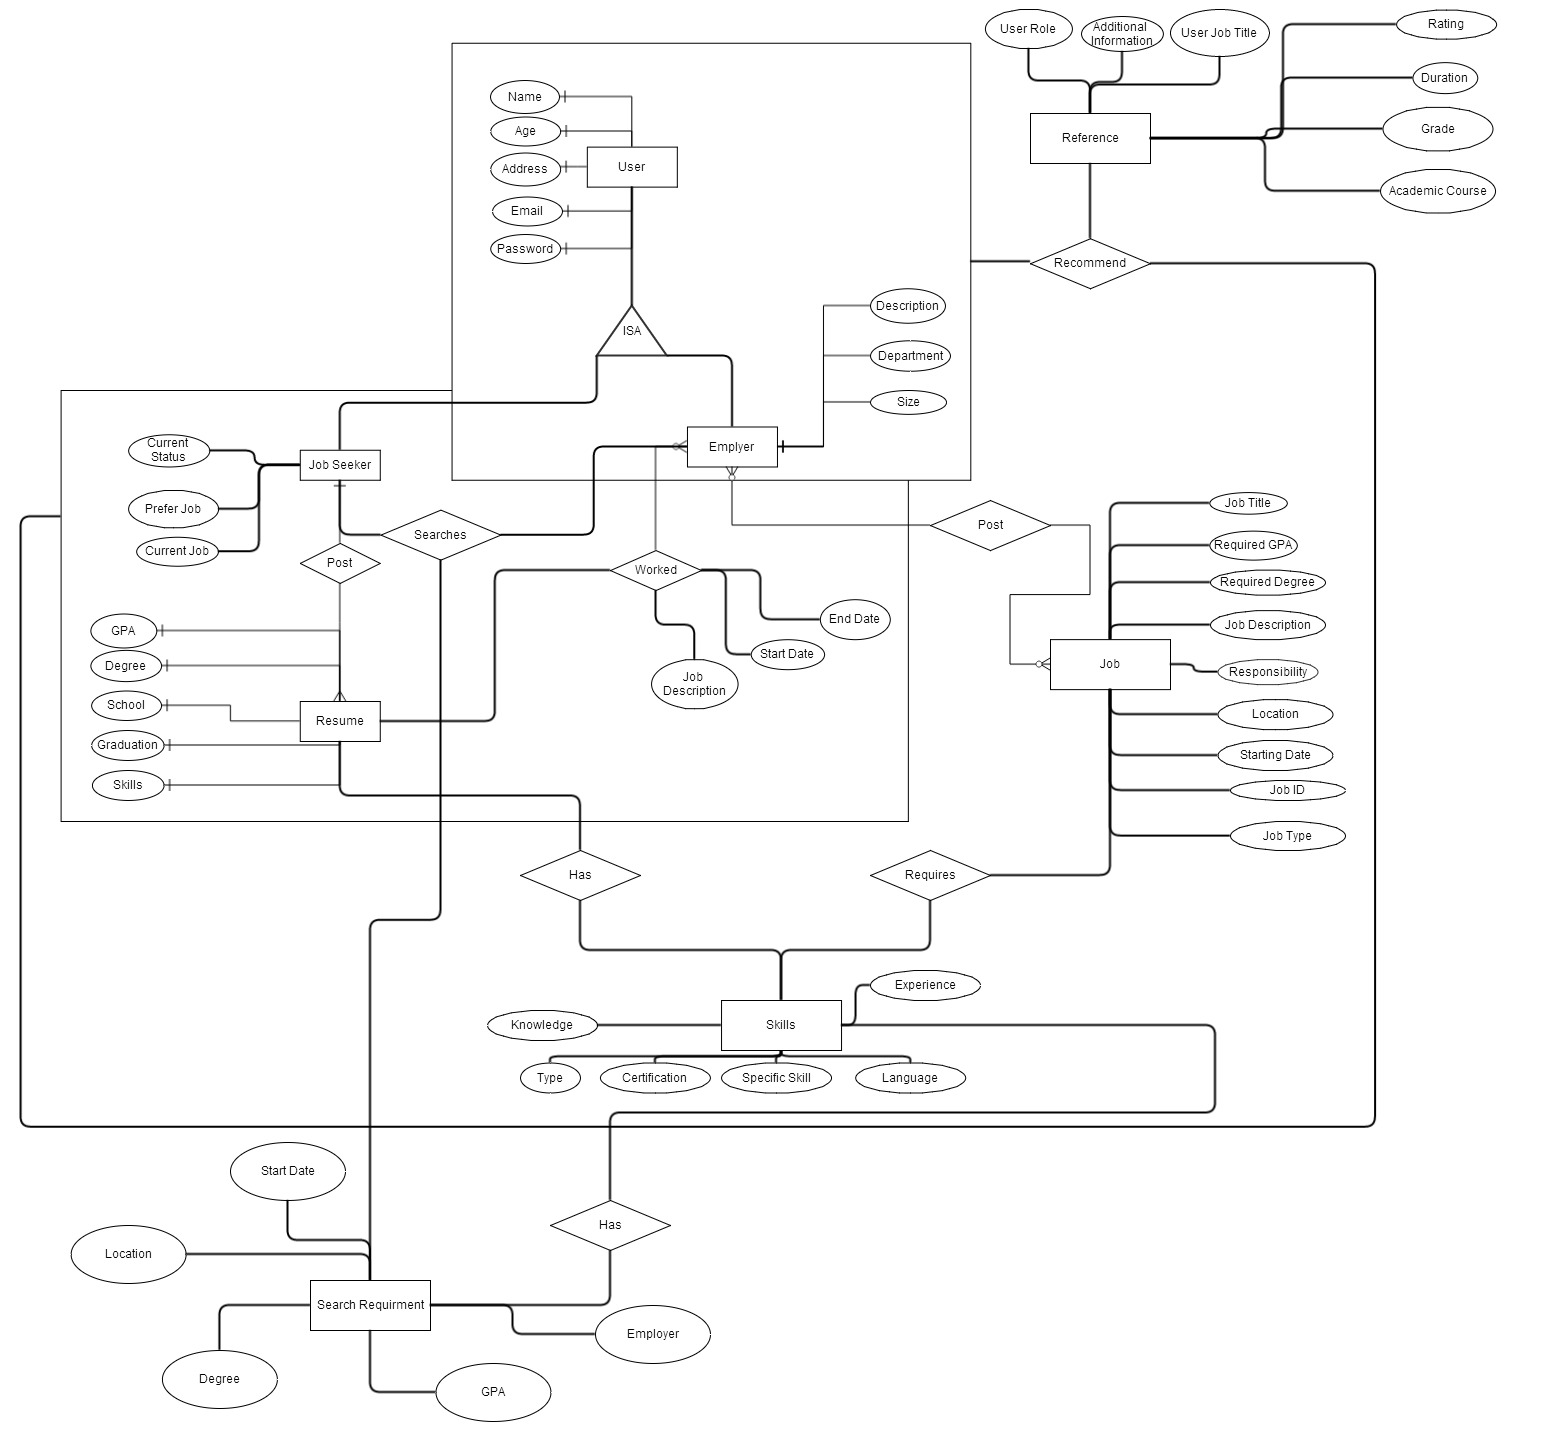 User Role
Additional
Information
User Job Title
Rating
Duration
Grade
Academic Course
Reference
Recommend
Name
Age
Address
Email
Password
User
ISA
Description
Department
Size
Emplyer
Current
Status
Prefer Job
Current Job
Job Seeker
Searches
Post
Worked
Post
End Date
Start Date
Job
Description
GPA
Degree
School
Graduation
Skills
Resume
Job Title
Required GPA
Required Degree
Job Description
Job
Responsibility
Location
Starting Date
Job ID
Job Type
Has
Requires
Experience
Knowledge
Skills
Type
Certification
Specific Skill
Language
Start Date
Location
Has
Search Requirment
Employer
Degree
GPA